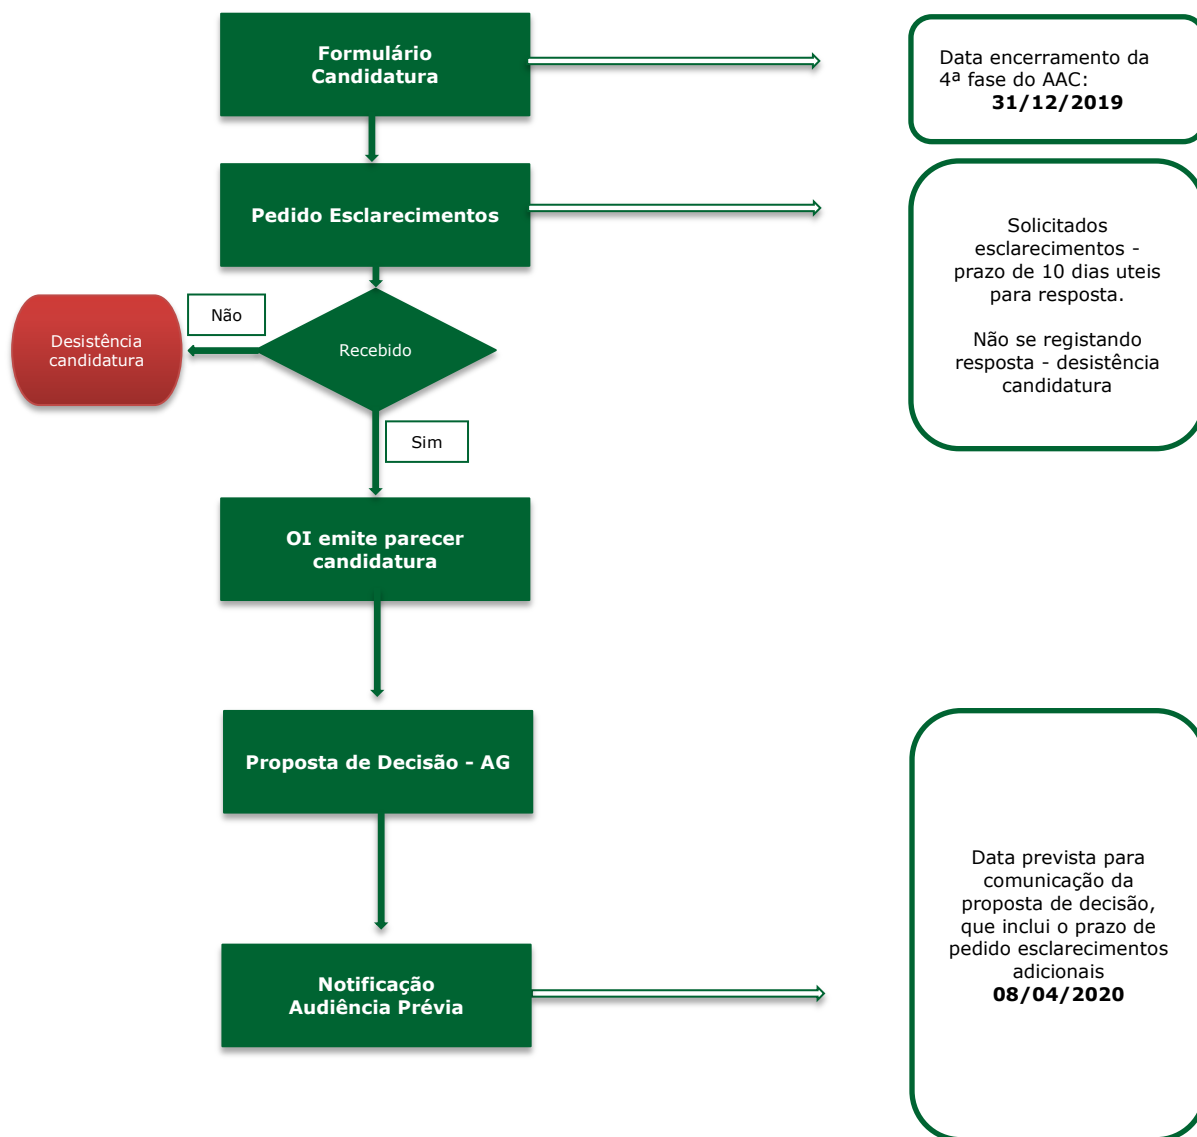 Formulário
Candidatura
Data encerramento da
4ª fase do AAC:
31/12/2019
Pedido Esclarecimentos
Solicitados
esclarecimentos -
prazo de 10 dias uteis
para resposta.
Não se registando
resposta - desistência
candidatura
Não
Desistência
candidatura
Recebido
Sim
OI emite parecer
candidatura
Proposta de Decisão - AG
Notificação
Audiência Prévia
Data prevista para
comunicação da
proposta de decisão,
que inclui o prazo de
pedido esclarecimentos
adicionais
08/04/2020